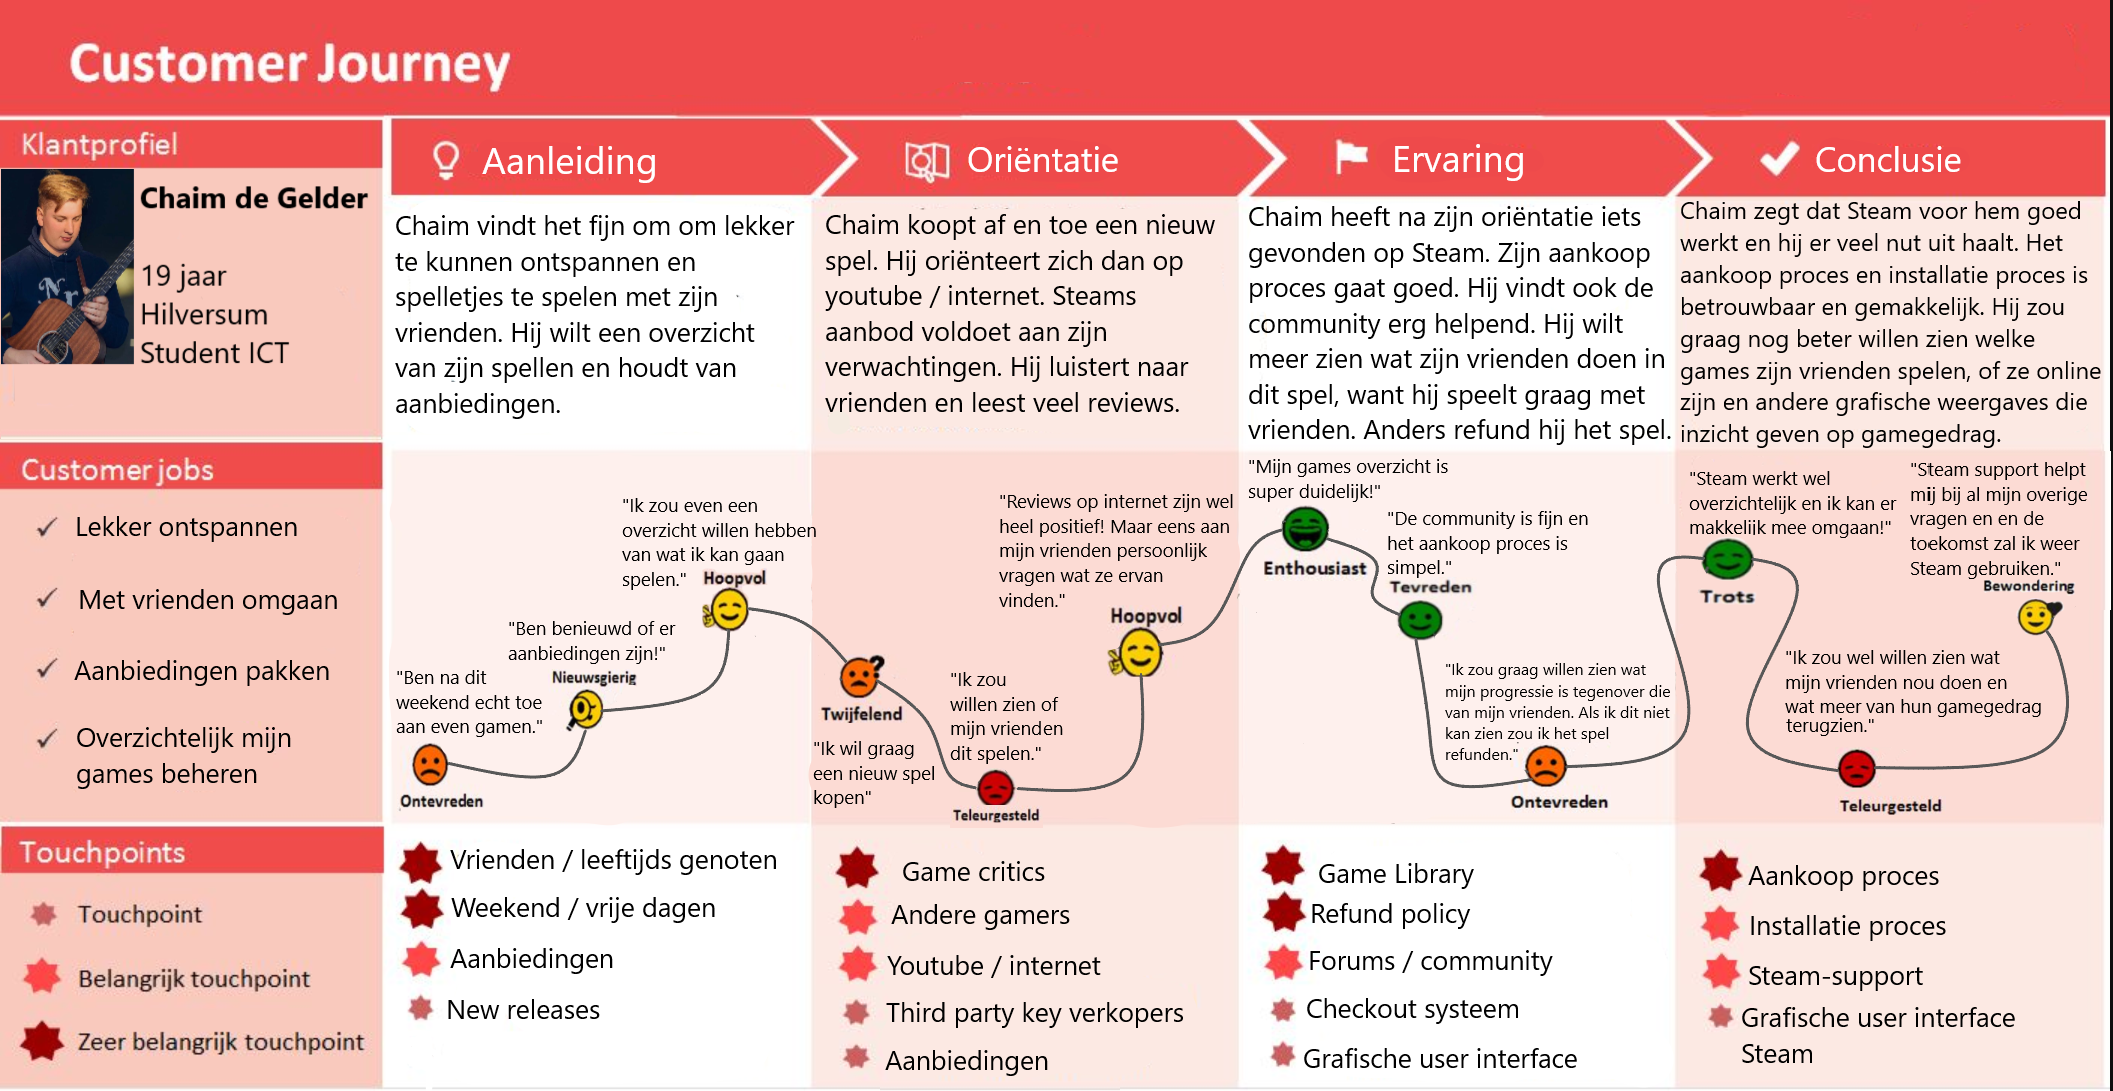 Customer Journey
Klantprofiel
Chaim de Gelder
19 jaar
Hilversum
Student ICT
Customer jobs
Lekker ontspannen
Met vrienden omgaan
Aanbiedingen pakken
Overzichtelijk mijn
games beheren
Touchpoints
Touchpoint
Belangrijk touchpoint
Zeer belangrijk touchpoint
Aanleiding
Chaim vindt het fijn om om lekker
te kunnen ontspannen en
spelletjes te spelen met zijn
vrienden. Hij wilt een overzicht
van zijn spellen en houdt van
aanbiedingen.
"Ben na dit
weekend echt toe
aan even gamen."
Ontevreden
"Ben benieuwd of er
aanbiedingen zijn!"
Nieuwsgierig
"Ik zou even een
overzicht willen hebben
van wat ik kan gaan
spelen."
Hoopvol
Vrienden / leeftijds genoten
Weekend / vrije dagen
Aanbiedingen
New releases
Oriëntatie
Chaim koopt af en toe een nieuw
spel. Hij oriënteert zich dan op
youtube / internet. Steams
aanbod voldoet aan zijn
verwachtingen. Hij luistert naar
vrienden en leest veel reviews.
Twijfelend
"Ik wil graag
een nieuw spel
kopen"
"Ik zou
willen zien of
mijn vrienden
dit spelen."
Teleurgesteld
"Reviews op internet zijn wel
heel positief! Maar eens aan
mijn vrienden persoonlijk
vragen wat ze ervan
vinden."
Hoopvol
Game critics
Andere gamers
Youtube / internet
Third party key verkopers
Aanbiedingen
Ervaring
Chaim heeft na zijn oriëntatie iets
gevonden op Steam. Zijn aankoop
proces gaat goed. Hij vindt ook de
community erg helpend. Hij wilt
meer zien wat zijn vrienden doen in
dit spel, want hij speelt graag met
vrienden. Anders refund hij het spel.
"Mijn games overzicht is
super duidelijk!"
Enthousiast
"De community is fijn en
het aankoop proces is
simpel."
Tevreden
"Ik zou graag willen zien wat
mijn progressie is tegenover die
van mijn vrienden. Als ik dit niet
kan zien zou ik het spel
refunden."
Ontevreden
Game Library
Refund policy
Forums / community
Checkout systeem
Grafische user interface
Conclusie
Chaim zegt dat Steam voor hem goed
werkt en hij er veel nut uit haalt. Het
aankoop proces en installatie proces is
betrouwbaar en gemakkelijk. Hij zou
graag nog beter willen zien welke
games zijn vrienden spelen, of ze online
zijn en andere grafische weergaves die
inzicht geven op gamegedrag.
"Steam werkt wel
overzichtelijk en ik kan er
makkelijk mee omgaan!"
Trots
"Ik zou wel willen zien wat
mijn vrienden nou doen en
wat meer van hun gamegedrag
terugzien."
Teleurgesteld
"Steam support helpt
mij bij al mijn overige
vragen en en de
toekomst zal ik weer
Steam gebruiken."
Bewondering
Aankoop proces
Installatie proces
Steam-support
Grafische user interface
Steam